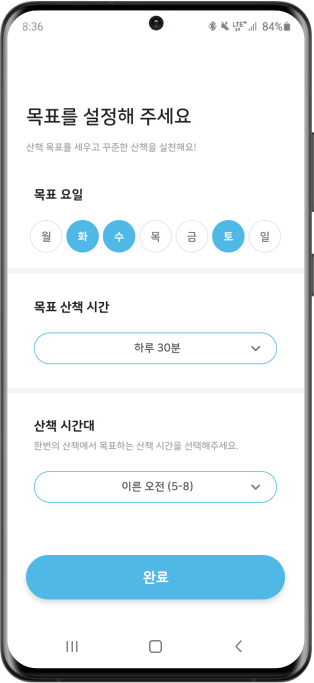 8:36
LTE+ 84%
목표를 설정해 주세요
산책 목표를 세우고 꾸준한 산책을 실천해요!
목표 요일
월 화 수 목 금 토 일
목표 산책 시간
하루 30분
산책 시간대
한번의 산책에서 목표하는 산책 시간을 선택해주세요.
이른 오전 (5-8)
완료